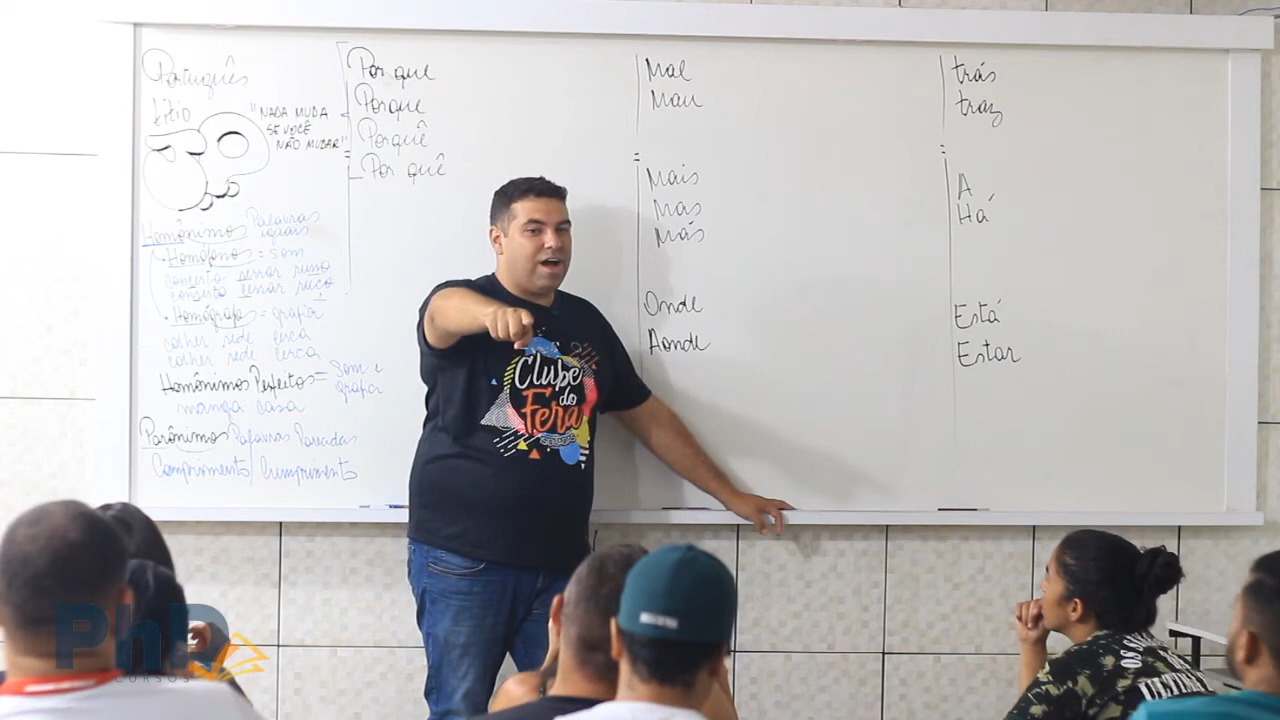 Português
Lítio
"NADA MUDA
SE VOCÊ
NÃO MUDAR"
Homônimos Palavras
iguais
• Homófonos = som
concerto serrar russo
conserto cerrar ruço
• Homógrafo = grafia
colher sede cerca
colher sede cerca
Homônimos Perfeitos = Som e
grafia
manga casa
Parônimos Palavras Parecidas
Comprimento / Cumprimento
Por que
Porque
Porquê
Por quê
Mal
Mau
Mais
Mas
Más
Onde
Aonde
trás
traz
A
Há
Está
Estar
Clube
do
Fera
OS
PhD
CURSOS